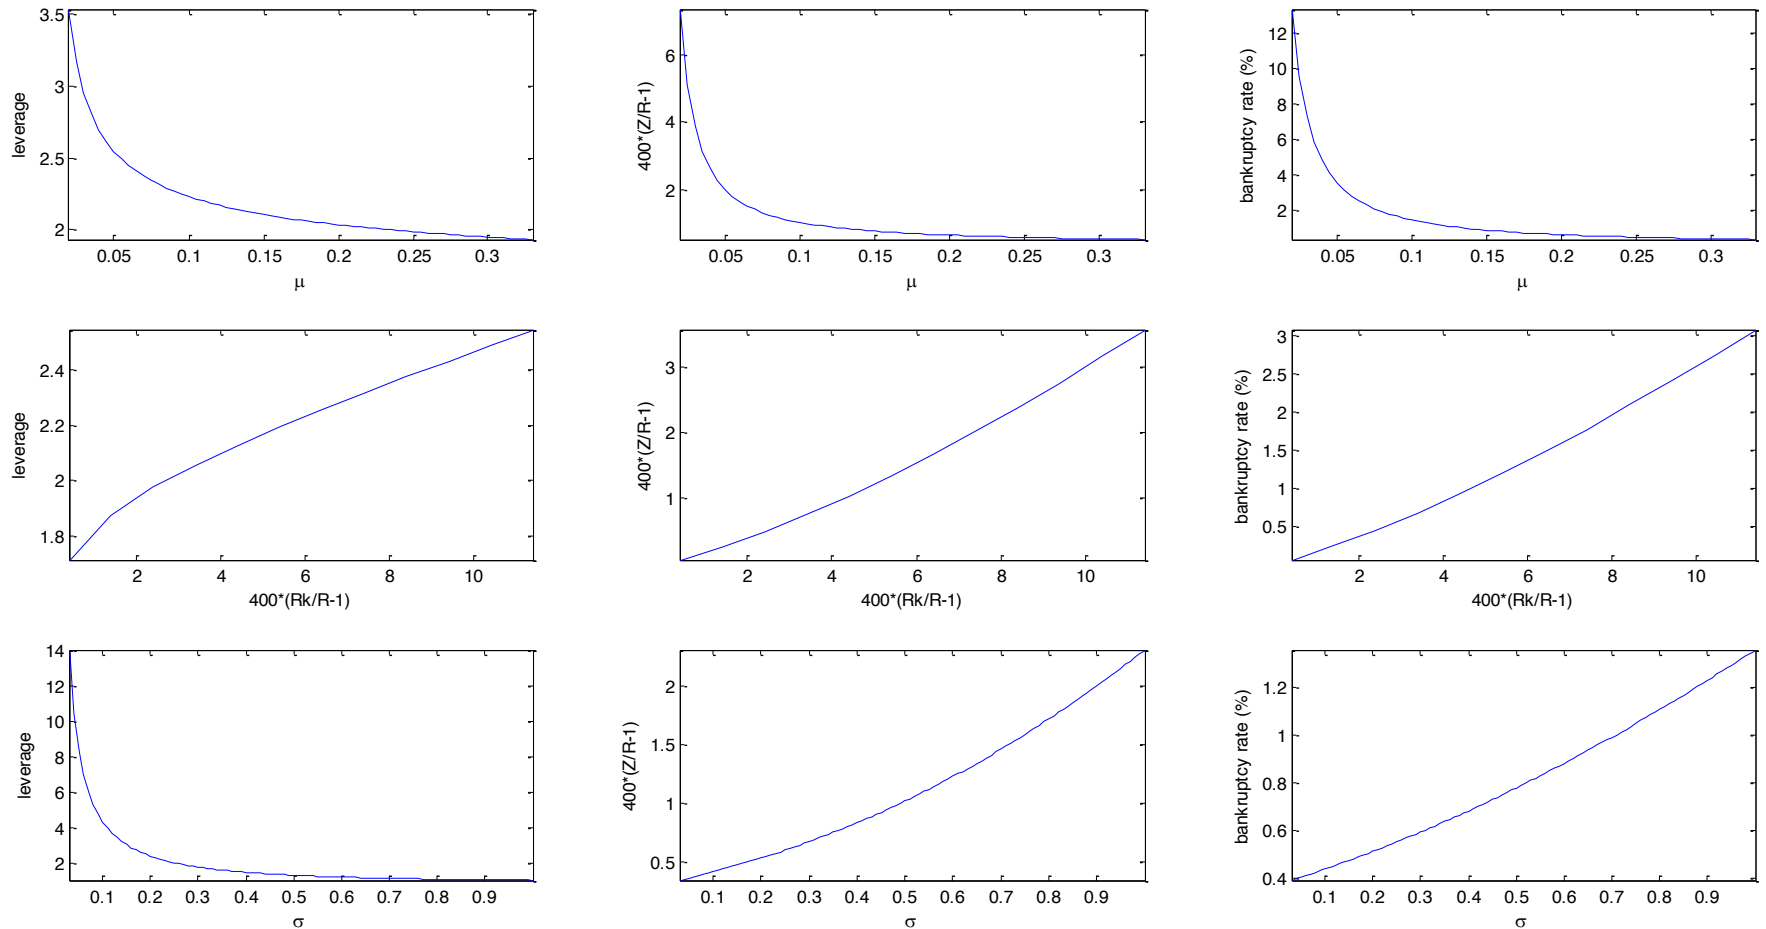 3.5
3
2.5
2
leverage
0.05 0.1 0.15 0.2 0.25 0.3
μ
6
4
2
400*(Z/R-1)
0.05 0.1 0.15 0.2 0.25 0.3
μ
12
10
8
6
4
2
bankruptcy rate (%)
0.05 0.1 0.15 0.2 0.25 0.3
μ
2.4
2.2
2
1.8
leverage
2 4 6 8 10
400*(Rk/R-1)
3
2
1
400*(Z/R-1)
2 4 6 8 10
400*(Rk/R-1)
3
2.5
2
1.5
1
0.5
bankruptcy rate (%)
2 4 6 8 10
400*(Rk/R-1)
14
12
10
8
6
4
2
leverage
0.1 0.2 0.3 0.4 0.5 0.6 0.7 0.8 0.9
σ
2
1.5
1
0.5
400*(Z/R-1)
0.1 0.2 0.3 0.4 0.5 0.6 0.7 0.8 0.9
σ
1.2
1
0.8
0.6
0.4
bankruptcy rate (%)
0.1 0.2 0.3 0.4 0.5 0.6 0.7 0.8 0.9
σ